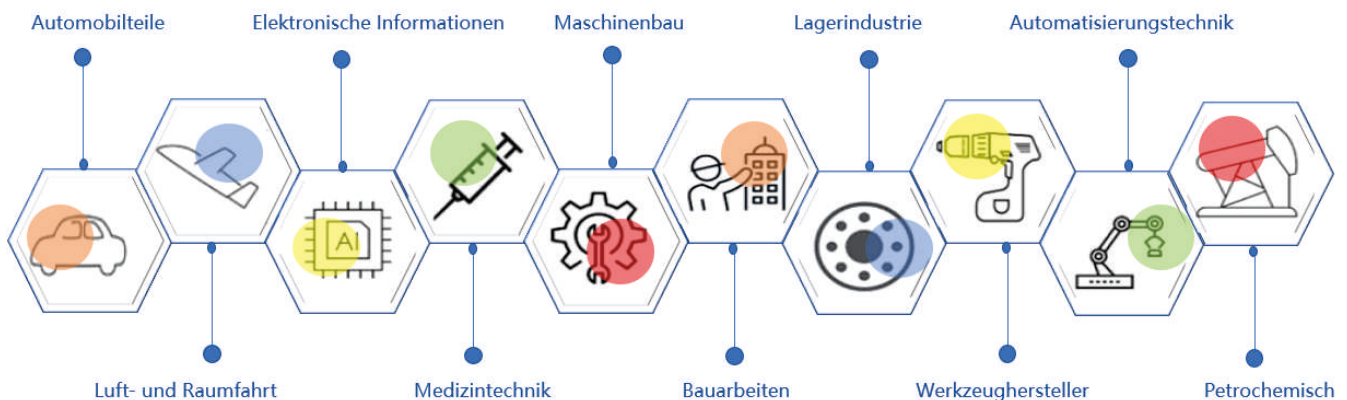 Automobilteile
Elektronische Informationen
Maschinenbau
Lagerindustrie
Automatisierungstechnik
AI
Luft- und Raumfahrt
Medizintechnik
Bauarbeiten
Werkzeughersteller
Petrochemisch